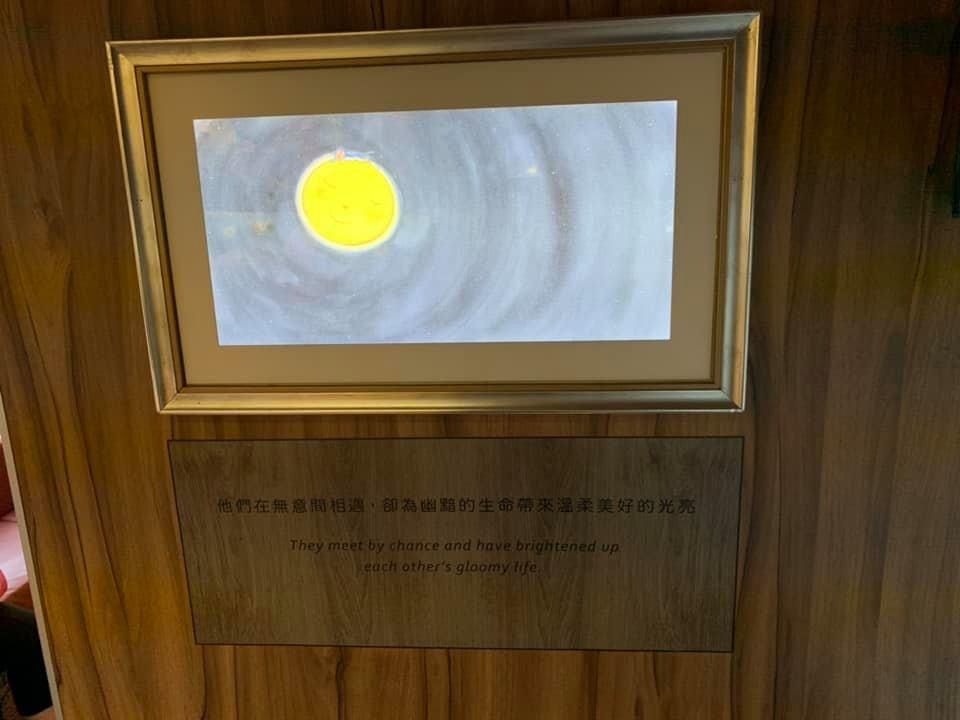 他們在無意間相遇，卻為幽黯的生命帶來溫柔美好的光亮
They meet by chance and have brightened up
each other's gloomy life.